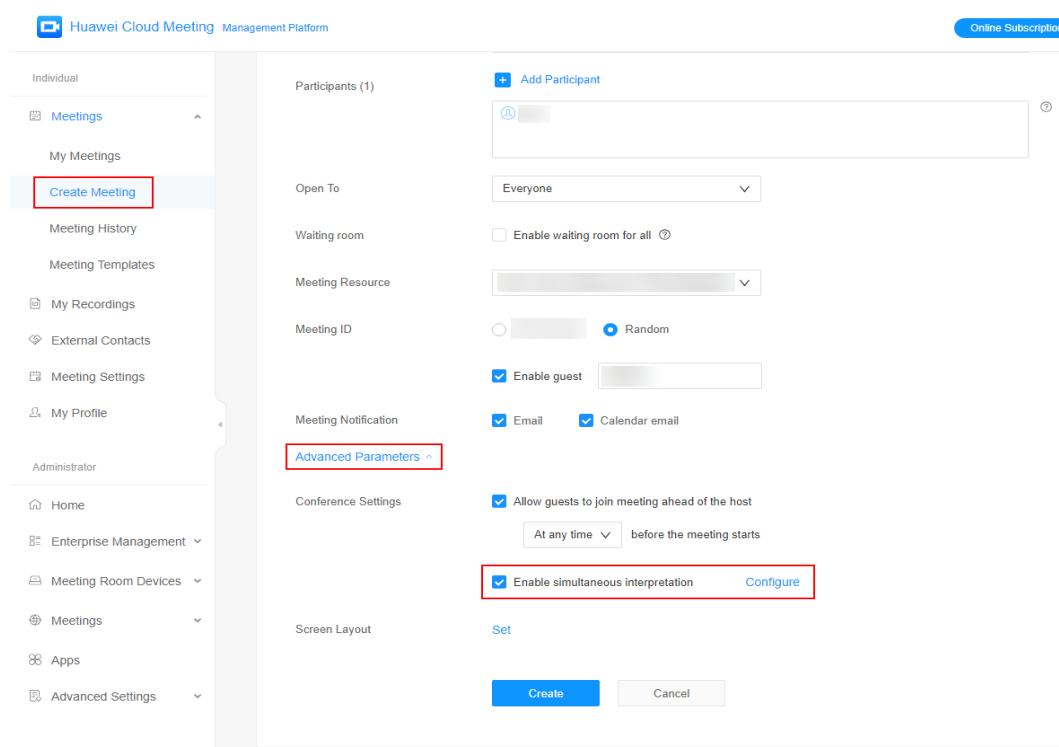 Huawei Cloud Meeting Management Platform
Online Subscription
Individual
Meetings
My Meetings
Create Meeting
Meeting History
Meeting Templates
My Recordings
External Contacts
Meeting Settings
My Profile
Administrator
Home
Enterprise Management
Meeting Room Devices
Meetings
Apps
Advanced Settings
Participants (1)
Add Participant
Open To
Everyone
Waiting room
Enable waiting room for all
Meeting Resource
Meeting ID
Random
Enable guest
Meeting Notification
Email
Calendar email
Advanced Parameters
Conference Settings
Allow guests to join meeting ahead of the host
At any time
before the meeting starts
Enable simultaneous interpretation
Configure
Screen Layout
Set
Create
Cancel